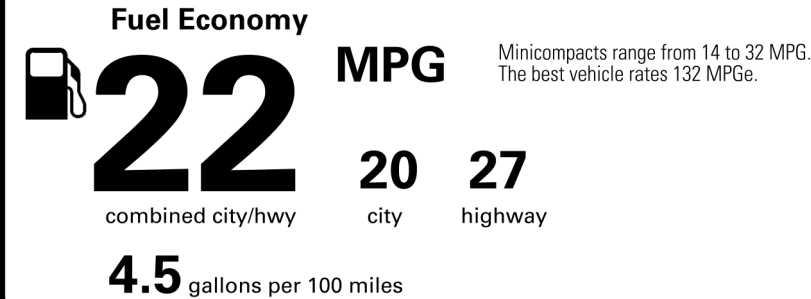 Fuel Economy
22 MPG
Minicompacts range from 14 to 32 MPG.
The best vehicle rates 132 MPGe.
20 27
combined city/hwy city highway
4.5 gallons per 100 miles